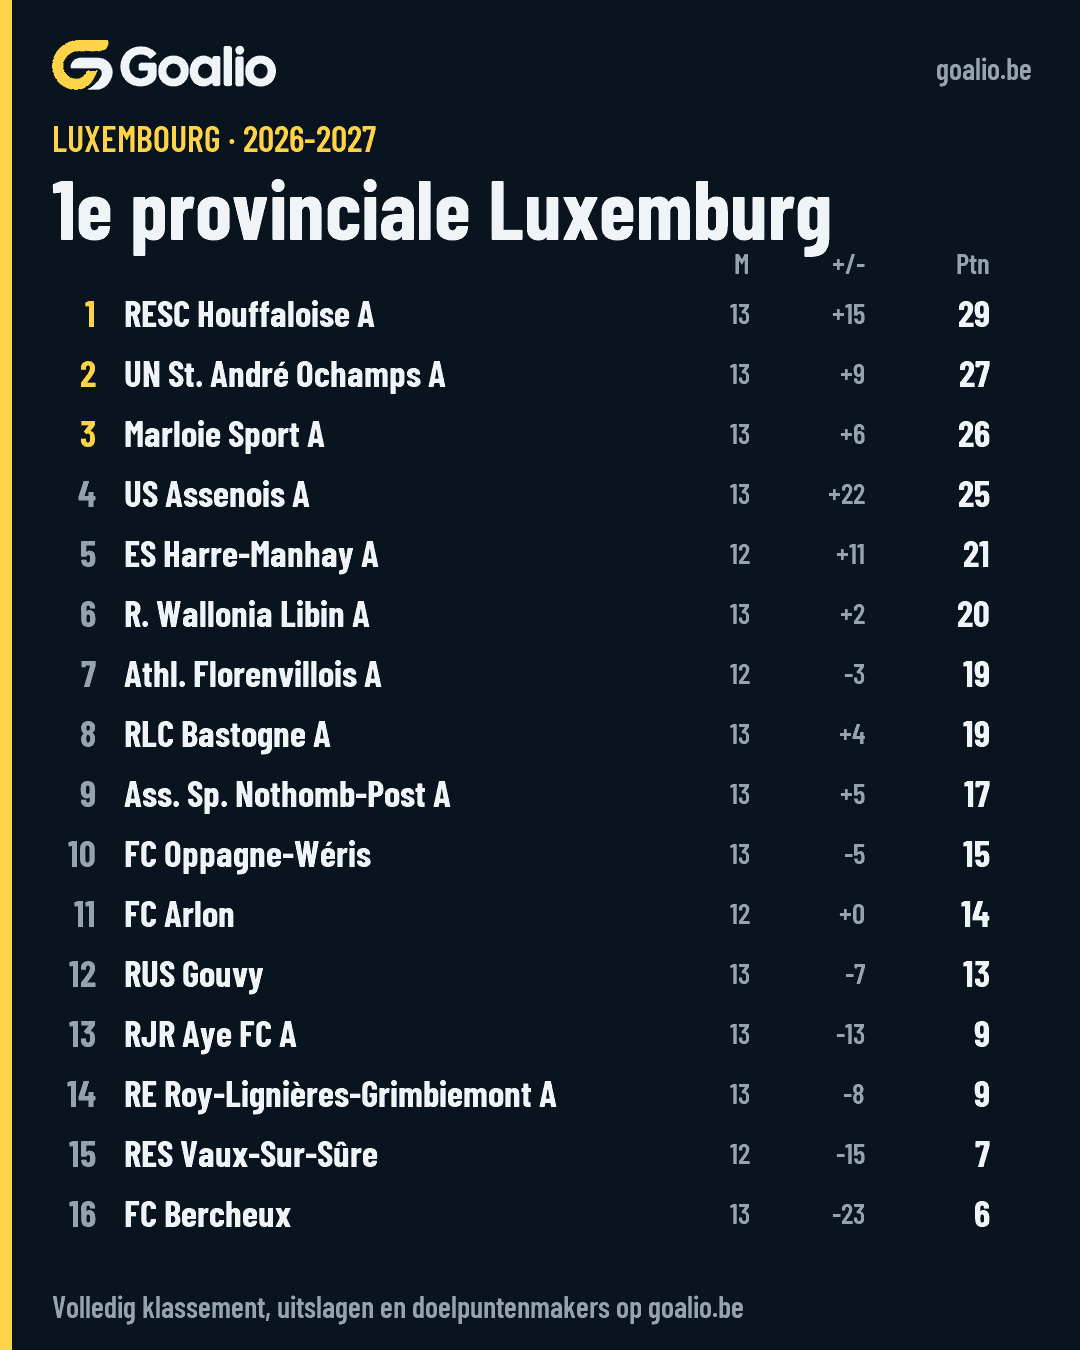 Goalio
goalio.be
LUXEMBOURG · 2026-2027
1e provinciale Luxemburg
M +/- Ptn
1 RESC Houffaloise A 13 +15 29
2 UN St. André Ochamps A 13 +9 27
3 Marloie Sport A 13 +6 26
4 US Assenois A 13 +22 25
5 ES Harre-Manhay A 12 +11 21
6 R. Wallonia Libin A 13 +2 20
7 Athl. Florenvillois A 12 -3 19
8 RLC Bastogne A 13 +4 19
9 Ass. Sp. Nothomb-Post A 13 +5 17
10 FC Oppagne-Wéris 13 -5 15
11 FC Arlon 12 +0 14
12 RUS Gouvy 13 -7 13
13 RJR Aye FC A 13 -13 9
14 RE Roy-Lignières-Grimbiemont A 13 -8 9
15 RES Vaux-Sur-Sûre 12 -15 7
16 FC Bercheux 13 -23 6
Volledig klassement, uitslagen en doelpuntenmakers op goalio.be